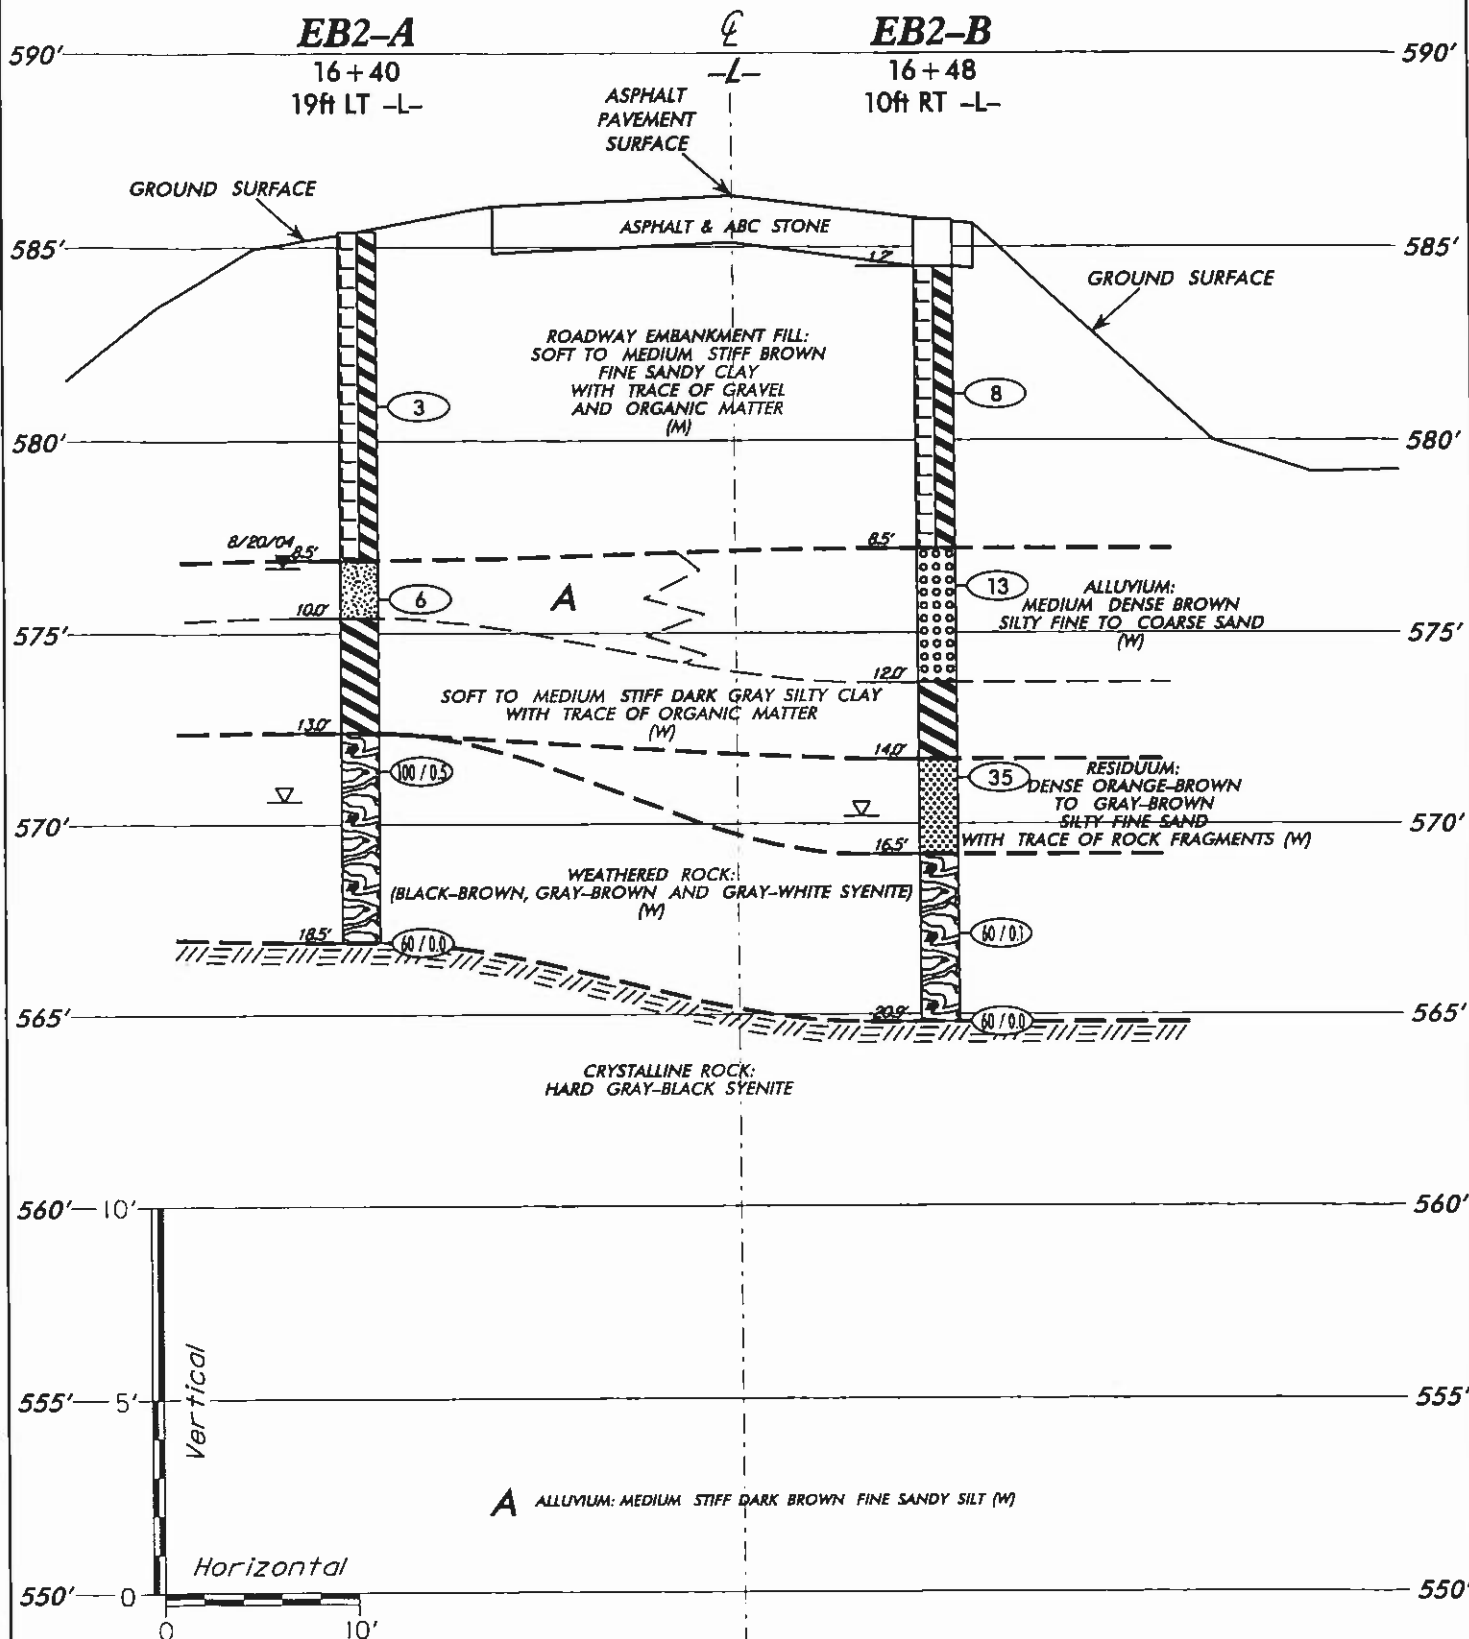 EB2-A
℄
EB2-B
590'
590'
16+40
-L-
16+48
19ft LT -L-
10ft RT -L-
ASPHALT
PAVEMENT
SURFACE
GROUND SURFACE
ASPHALT & ABC STONE
585'
585'
1.2'
GROUND SURFACE
ROADWAY EMBANKMENT FILL:
SOFT TO MEDIUM STIFF BROWN
FINE SANDY CLAY
WITH TRACE OF GRAVEL
AND ORGANIC MATTER
(M)
3
8
580'
580'
8/20/04
8.5'
8.5'
6
A
13
ALLUVIUM:
MEDIUM DENSE BROWN
SILTY FINE TO COARSE SAND
(W)
10.0'
575'
575'
12.0'
SOFT TO MEDIUM STIFF DARK GRAY SILTY CLAY
WITH TRACE OF ORGANIC MATTER
(W)
13.0'
14.0'
100/0.5
35
RESIDUUM:
DENSE ORANGE-BROWN
TO GRAY-BROWN
SILTY FINE SAND
WITH TRACE OF ROCK FRAGMENTS (W)
570'
570'
16.5'
WEATHERED ROCK:
(BLACK-BROWN, GRAY-BROWN AND GRAY-WHITE SYENITE)
(W)
18.5'
60/0.0
60/0.1
565'
20.9'
60/0.0
565'
CRYSTALLINE ROCK:
HARD GRAY-BLACK SYENITE
560'
10'
560'
Vertical
555'
5'
555'
A ALLUVIUM: MEDIUM STIFF DARK BROWN FINE SANDY SILT (W)
Horizontal
550'
0
550'
0
10'